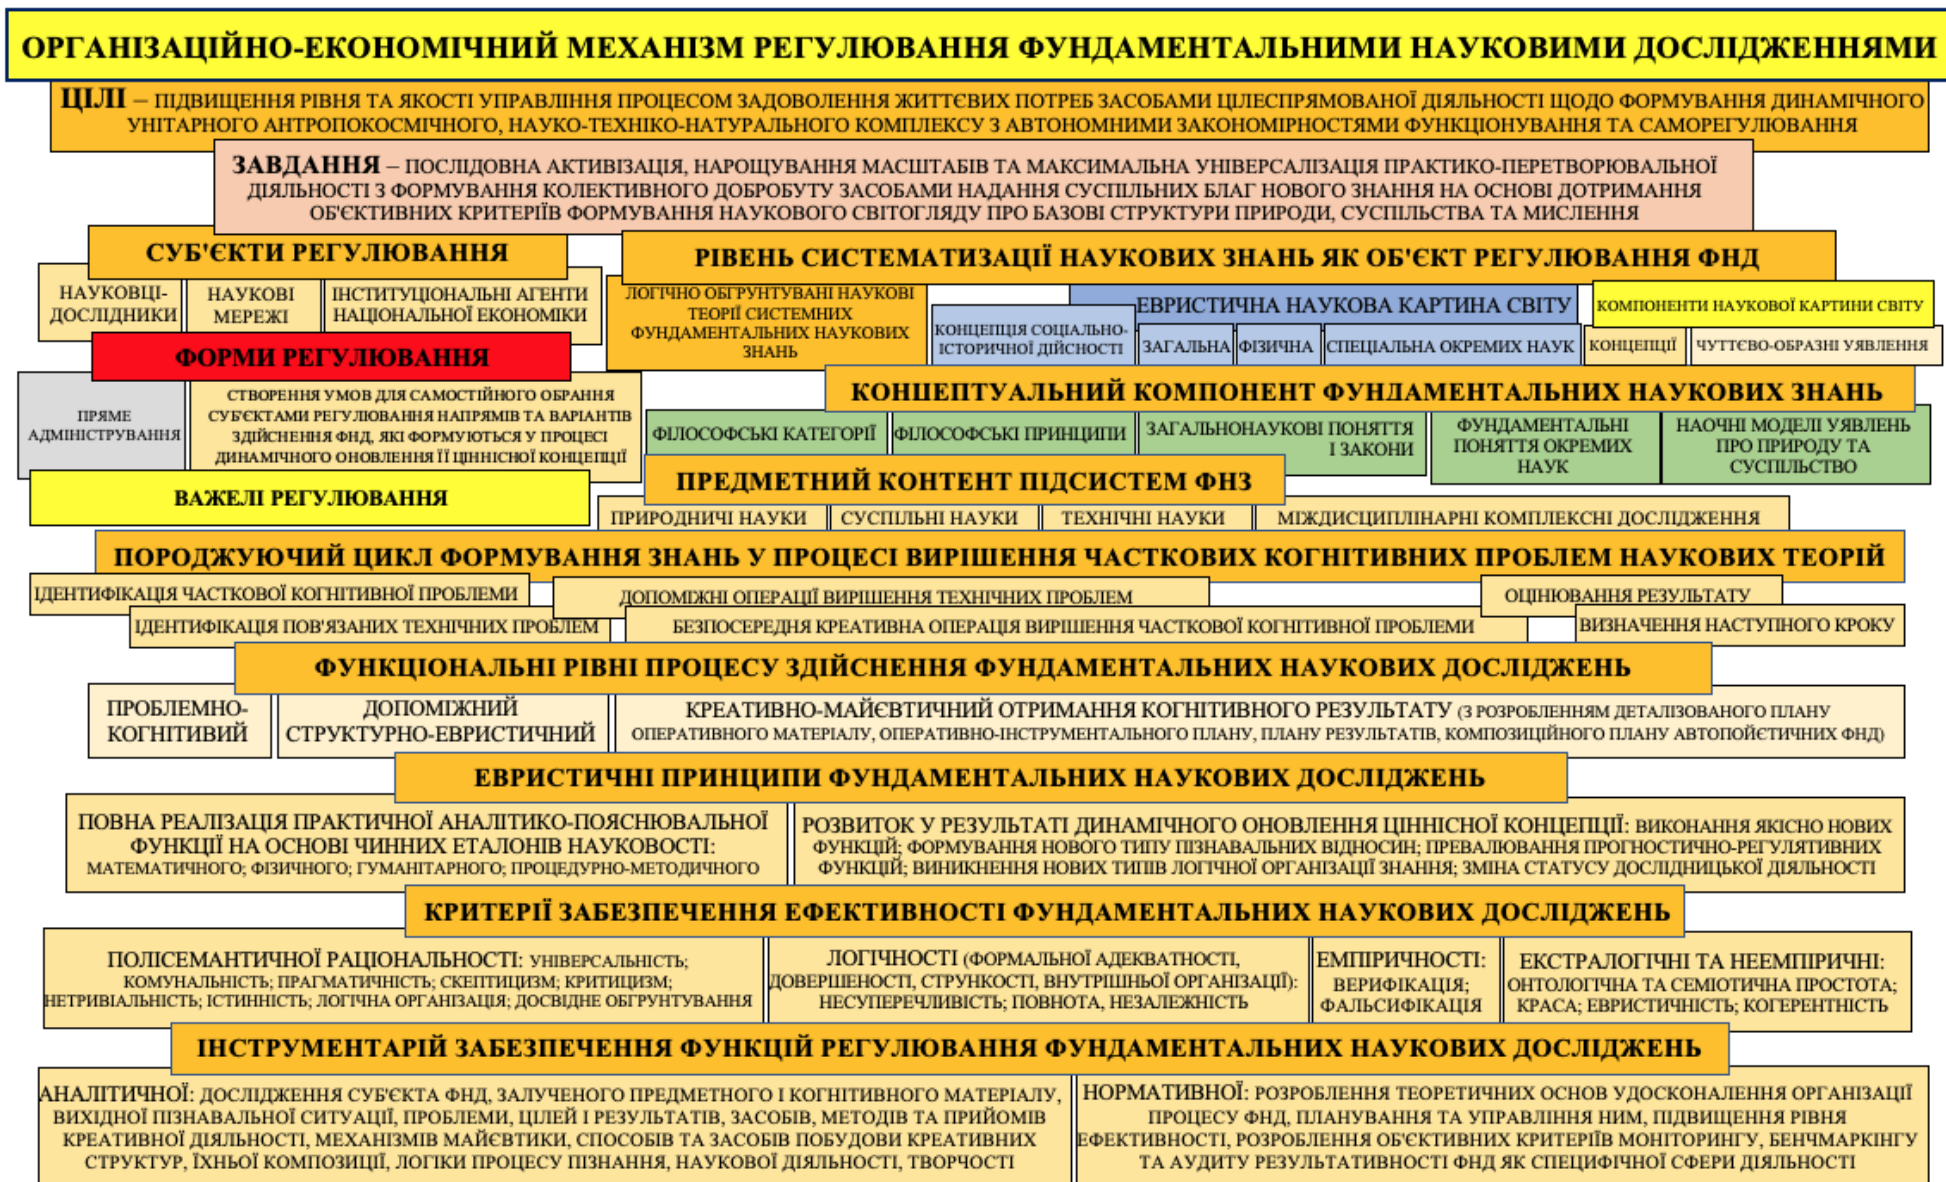 ОРГАНІЗАЦІЙНО-ЕКОНОМІЧНИЙ МЕХАНІЗМ РЕГУЛЮВАННЯ ФУНДАМЕНТАЛЬНИМИ НАУКОВИМИ ДОСЛІДЖЕННЯМИ
ЦІЛІ – ПІДВИЩЕННЯ РІВНЯ ТА ЯКОСТІ УПРАВЛІННЯ ПРОЦЕСОМ ЗАДОВОЛЕННЯ ЖИТТЄВИХ ПОТРЕБ ЗАСОБАМИ ЦІЛЕСПРЯМОВАНОЇ ДІЯЛЬНОСТІ ЩОДО ФОРМУВАННЯ ДИНАМІЧНОГО
УНІТАРНОГО АНТРОПОКОСМІЧНОГО, НАУКО-ТЕХНІКО-НАТУРАЛЬНОГО КОМПЛЕКСУ З АВТОНОМНИМИ ЗАКОНОМІРНОСТЯМИ ФУНКЦІОНУВАННЯ ТА САМОРЕГУЛЮВАННЯ
ЗАВДАННЯ – ПОСЛІДОВНА АКТИВІЗАЦІЯ, НАРОЩУВАННЯ МАСШТАБІВ ТА МАКСИМАЛЬНА УНІВЕРСАЛІЗАЦІЯ ПРАКТИКО-ПЕРЕТВОРЮВАЛЬНОЇ
ДІЯЛЬНОСТІ З ФОРМУВАННЯ КОЛЕКТИВНОГО ДОБРОБУТУ ЗАСОБАМИ НАДАННЯ СУСПІЛЬНИХ БЛАГ НОВОГО ЗНАННЯ НА ОСНОВІ ДОТРИМАННЯ
ОБ'ЄКТИВНИХ КРИТЕРІЇВ ФОРМУВАННЯ НАУКОВОГО СВІТОГЛЯДУ ПРО БАЗОВІ СТРУКТУРИ ПРИРОДИ, СУСПІЛЬСТВА ТА МИСЛЕННЯ
СУБ'ЄКТИ РЕГУЛЮВАННЯ
НАУКОВЦІ-
ДОСЛІДНИКИ
НАУКОВІ
МЕРЕЖІ
ІНСТИТУЦІОНАЛЬНІ АГЕНТИ
НАЦІОНАЛЬНОЇ ЕКОНОМІКИ
РІВЕНЬ СИСТЕМАТИЗАЦІЇ НАУКОВИХ ЗНАНЬ ЯК ОБ'ЄКТ РЕГУЛЮВАННЯ ФНД
ЛОГІЧНО ОБГРУНТУВАНІ НАУКОВІ
ТЕОРІЇ СИСТЕМНИХ
ФУНДАМЕНТАЛЬНИХ НАУКОВИХ
ЗНАНЬ
ЕВРИСТИЧНА НАУКОВА КАРТИНА СВІТУ
КОНЦЕПЦІЯ СОЦІАЛЬНО-
ІСТОРИЧНОЇ ДІЙСНОСТІ
ЗАГАЛЬНА
ФІЗИЧНА
СПЕЦІАЛЬНА ОКРЕМИХ НАУК
КОМПОНЕНТИ НАУКОВОЇ КАРТИНИ СВІТУ
КОНЦЕПЦІЇ
ЧУТТЄВО-ОБРАЗНІ УЯВЛЕННЯ
ФОРМИ РЕГУЛЮВАННЯ
ПРЯМЕ
АДМІНІСТРУВАННЯ
СТВОРЕННЯ УМОВ ДЛЯ САМОСТІЙНОГО ОБРАННЯ
СУБ'ЄКТАМИ РЕГУЛЮВАННЯ НАПРЯМІВ ТА ВАРІАНТІВ
ЗДІЙСНЕННЯ ФНД, ЯКІ ФОРМУЮТЬСЯ У ПРОЦЕСІ
ДИНАМІЧНОГО ОНОВЛЕННЯ ЇЇ ЦІННІСНОЇ КОНЦЕПЦІЇ
КОНЦЕПТУАЛЬНИЙ КОМПОНЕНТ ФУНДАМЕНТАЛЬНИХ НАУКОВИХ ЗНАНЬ
ФІЛОСОФСЬКІ КАТЕГОРІЇ
ФІЛОСОФСЬКІ ПРИНЦИПИ
ЗАГАЛЬНОНАУКОВІ ПОНЯТТЯ
І ЗАКОНИ
ФУНДАМЕНТАЛЬНІ
ПОНЯТТЯ ОКРЕМИХ
НАУК
НАОЧНІ МОДЕЛІ УЯВЛЕНЬ
ПРО ПРИРОДУ ТА
СУСПІЛЬСТВО
ВАЖЕЛІ РЕГУЛЮВАННЯ
ПРЕДМЕТНИЙ КОНТЕНТ ПІДСИСТЕМ ФНЗ
ПРИРОДНИЧІ НАУКИ
СУСПІЛЬНІ НАУКИ
ТЕХНІЧНІ НАУКИ
МІЖДИСЦИПЛІНАРНІ КОМПЛЕКСНІ ДОСЛІДЖЕННЯ
ПОРОДЖУЮЧИЙ ЦИКЛ ФОРМУВАННЯ ЗНАНЬ У ПРОЦЕСІ ВИРІШЕННЯ ЧАСТКОВИХ КОГНІТИВНИХ ПРОБЛЕМ НАУКОВИХ ТЕОРІЙ
ІДЕНТИФІКАЦІЯ ЧАСТКОВОЇ КОГНІТИВНОЇ ПРОБЛЕМИ
ДОПОМІЖНІ ОПЕРАЦІЇ ВИРІШЕННЯ ТЕХНІЧНИХ ПРОБЛЕМ
ОЦІНЮВАННЯ РЕЗУЛЬТАТУ
ІДЕНТИФІКАЦІЯ ПОВ'ЯЗАНИХ ТЕХНІЧНИХ ПРОБЛЕМ
БЕЗПОСЕРЕДНЯ КРЕАТИВНА ОПЕРАЦІЯ ВИРІШЕННЯ ЧАСТКОВОЇ КОГНІТИВНОЇ ПРОБЛЕМИ
ВИЗНАЧЕННЯ НАСТУПНОГО КРОКУ
ФУНКЦІОНАЛЬНІ РІВНІ ПРОЦЕСУ ЗДІЙСНЕННЯ ФУНДАМЕНТАЛЬНИХ НАУКОВИХ ДОСЛІДЖЕНЬ
ПРОБЛЕМНО-
КОГНІТИВИЙ
ДОПОМІЖНИЙ
СТРУКТУРНО-ЕВРИСТИЧНИЙ
КРЕАТИВНО-МАЙЄВТИЧНИЙ ОТРИМАННЯ КОГНІТИВНОГО РЕЗУЛЬТАТУ (З РОЗРОБЛЕННЯМ ДЕТАЛІЗОВАНОГО ПЛАНУ
ОПЕРАТИВНОГО МАТЕРІАЛУ, ОПЕРАТИВНО-ІНСТРУМЕНТАЛЬНОГО ПЛАНУ, ПЛАНУ РЕЗУЛЬТАТІВ, КОМПОЗИЦІЙНОГО ПЛАНУ АВТОПОЙЄТИЧНИХ ФНД)
ЕВРИСТИЧНІ ПРИНЦИПИ ФУНДАМЕНТАЛЬНИХ НАУКОВИХ ДОСЛІДЖЕНЬ
ПОВНА РЕАЛІЗАЦІЯ ПРАКТИЧНОЇ АНАЛІТИКО-ПОЯСНЮВАЛЬНОЇ
ФУНКЦІЇ НА ОСНОВІ ЧИННИХ ЕТАЛОНІВ НАУКОВОСТІ:
МАТЕМАТИЧНОГО; ФІЗИЧНОГО; ГУМАНІТАРНОГО; ПРОЦЕДУРНО-МЕТОДИЧНОГО
РОЗВИТОК У РЕЗУЛЬТАТІ ДИНАМІЧНОГО ОНОВЛЕННЯ ЦІННІСНОЇ КОНЦЕПЦІЇ: ВИКОНАННЯ ЯКІСНО НОВИХ
ФУНКЦІЙ; ФОРМУВАННЯ НОВОГО ТИПУ ПІЗНАВАЛЬНИХ ВІДНОСИН; ПРЕВАЛЮВАННЯ ПРОГНОСТИЧНО-РЕГУЛЯТИВНИХ
ФУНКЦІЙ; ВИНИКНЕННЯ НОВИХ ТИПІВ ЛОГІЧНОЇ ОРГАНІЗАЦІЇ ЗНАННЯ; ЗМІНА СТАТУСУ ДОСЛІДНИЦЬКОЇ ДІЯЛЬНОСТІ
КРИТЕРІЇ ЗАБЕЗПЕЧЕННЯ ЕФЕКТИВНОСТІ ФУНДАМЕНТАЛЬНИХ НАУКОВИХ ДОСЛІДЖЕНЬ
ПОЛІСЕМАНТИЧНОЇ РАЦІОНАЛЬНОСТІ: УНІВЕРСАЛЬНІСТЬ;
КОМУНАЛЬНІСТЬ; ПРАГМАТИЧНІСТЬ; СКЕПТИЦИЗМ; КРИТИЦИЗМ;
НЕТРИВІАЛЬНІСТЬ; ІСТИННІСТЬ; ЛОГІЧНА ОРГАНІЗАЦІЯ; ДОСВІДНЕ ОБГРУНТУВАННЯ
ЛОГІЧНОСТІ (ФОРМАЛЬНОЇ АДЕКВАТНОСТІ,
ДОВЕРШЕНОСТІ, СТРУНКОСТІ, ВНУТРІШНЬОЇ ОРГАНІЗАЦІЇ):
НЕСУПЕРЕЧЛИВІСТЬ; ПОВНОТА, НЕЗАЛЕЖНІСТЬ
ЕМПІРИЧНОСТІ:
ВЕРИФІКАЦІЯ;
ФАЛЬСИФІКАЦІЯ
ЕКСТРАЛОГІЧНІ ТА НЕЕМПІРИЧНІ:
ОНТОЛОГІЧНА ТА СЕМІОТИЧНА ПРОСТОТА;
КРАСА; ЕВРИСТИЧНІСТЬ; КОГЕРЕНТНІСТЬ
ІНСТРУМЕНТАРІЙ ЗАБЕЗПЕЧЕННЯ ФУНКЦІЙ РЕГУЛЮВАННЯ ФУНДАМЕНТАЛЬНИХ НАУКОВИХ ДОСЛІДЖЕНЬ
АНАЛІТИЧНОЇ: ДОСЛІДЖЕННЯ СУБ'ЄКТА ФНД, ЗАЛУЧЕНОГО ПРЕДМЕТНОГО І КОГНІТИВНОГО МАТЕРІАЛУ,
ВИХІДНОЇ ПІЗНАВАЛЬНОЇ СИТУАЦІЇ, ПРОБЛЕМИ, ЦІЛЕЙ І РЕЗУЛЬТАТІВ, ЗАСОБІВ, МЕТОДІВ ТА ПРИЙОМІВ
КРЕАТИВНОЇ ДІЯЛЬНОСТІ, МЕХАНІЗМІВ МАЙЄВТИКИ, СПОСОБІВ ТА ЗАСОБІВ ПОБУДОВИ КРЕАТИВНИХ
СТРУКТУР, ЇХНЬОЇ КОМПОЗИЦІЇ, ЛОГІКИ ПРОЦЕСУ ПІЗНАННЯ, НАУКОВОЇ ДІЯЛЬНОСТІ, ТВОРЧОСТІ
НОРМАТИВНОЇ: РОЗРОБЛЕННЯ ТЕОРЕТИЧНИХ ОСНОВ УДОСКОНАЛЕННЯ ОРГАНІЗАЦІЇ
ПРОЦЕСУ ФНД, ПЛАНУВАННЯ ТА УПРАВЛІННЯ НИМ, ПІДВИЩЕННЯ РІВНЯ
ЕФЕКТИВНОСТІ, РОЗРОБЛЕННЯ ОБ'ЄКТИВНИХ КРИТЕРІЇВ МОНІТОРИНГУ, БЕНЧМАРКІНГУ
ТА АУДИТУ РЕЗУЛЬТАТИВНОСТІ ФНД ЯК СПЕЦИФІЧНОЇ СФЕРИ ДІЯЛЬНОСТІ